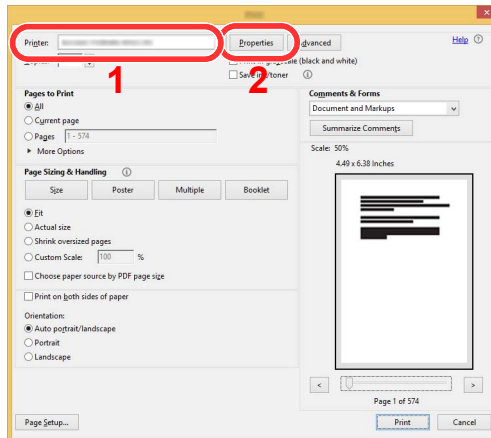 Printer:
Properties
Advanced
Help
1
2
(black and white)
Save ink/toner
Pages to Print
All
Current page
Pages 1 - 574
More Options
Page Sizing & Handling
Size Poster Multiple Booklet
Fit
Actual size
Shrink oversized pages
Custom Scale: 100 %
Choose paper source by PDF page size
Print on both sides of paper
Orientation:
Auto portrait/landscape
Portrait
Landscape
Comments & Forms
Document and Markups
Summarize Comments
Scale: 50%
4.49 x 6.38 Inches
< >
Page 1 of 574
Page Setup...
Print Cancel